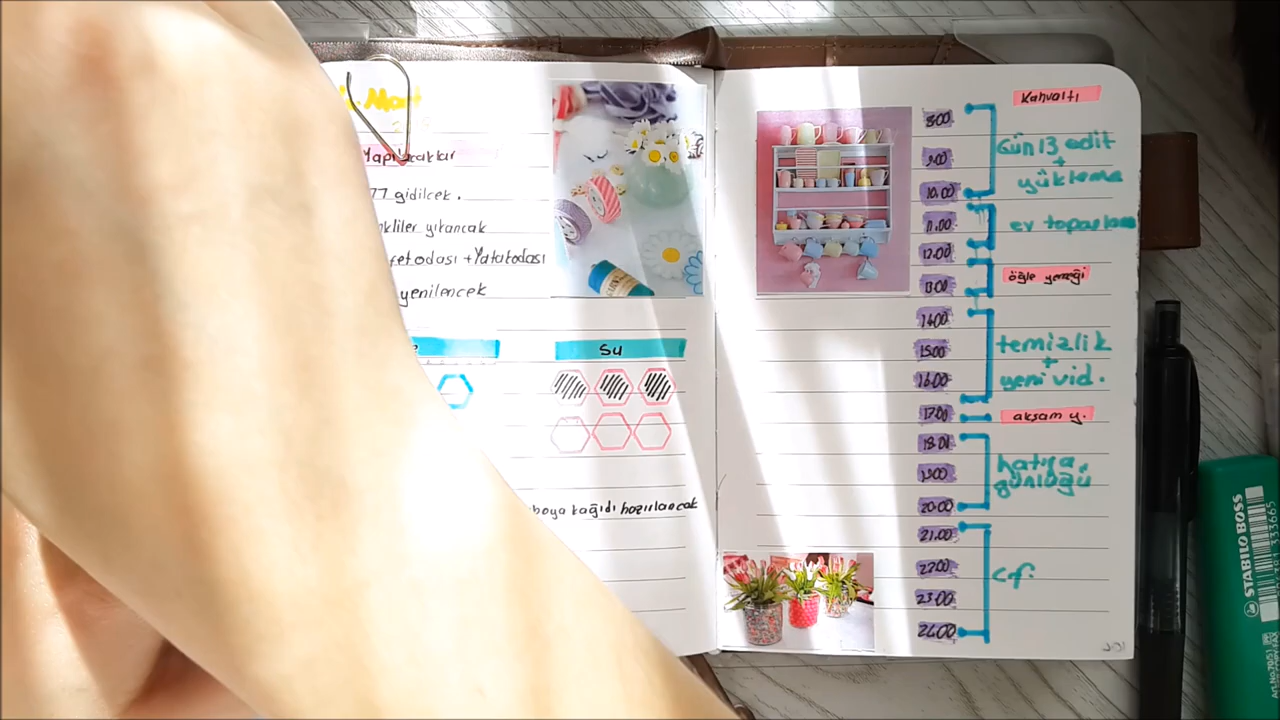 Mart
Yapılacaklar
77 gidilcek.
yıkancak
odası + Yatakodası
yenilencek
Su
boya kağıdı hazırlancak
Kahvaltı
8:00
9.00
10.00
Gün 13 edit
+
yükleme
11.00
ev toparlama
12.00
13.00
öğle yemeği
14.00
15.00
16.00
temizlik
+
yeni vid.
17.00
akşam y.
18.00
19.00
20.00
hatıra
günlüğü
21.00
22.00
23.00
24.00
STABILO BOSS